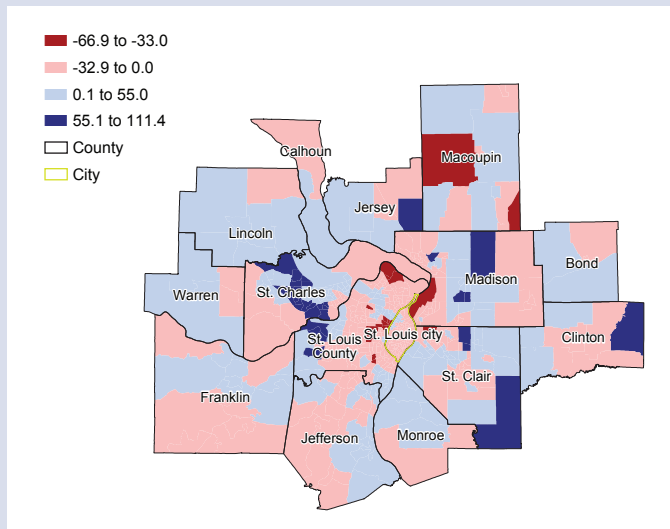 -66.9 to -33.0
-32.9 to 0.0
0.1 to 55.0
55.1 to 111.4
County
City
Calhoun
Macoupin
Jersey
Lincoln
Bond
Madison
St. Charles
Warren
St. Louis city
Clinton
St. Louis
County
St. Clair
Franklin
Jefferson
Monroe